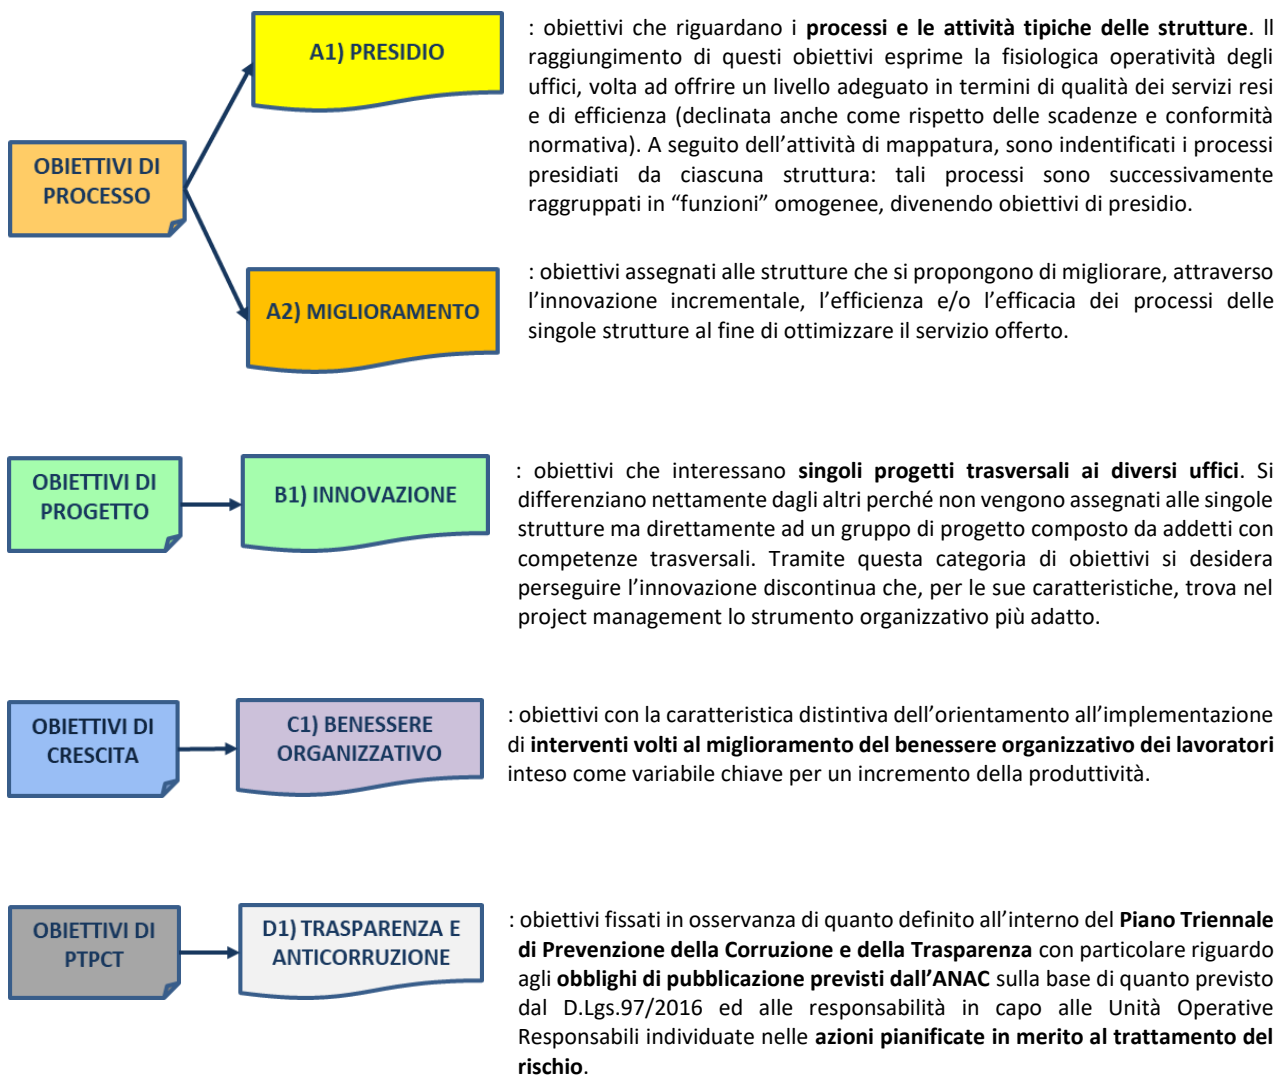 A1) PRESIDIO
: obiettivi che riguardano i processi e le attività tipiche delle strutture. Il
raggiungimento di questi obiettivi esprime la fisiologica operatività degli
uffici, volta ad offrire un livello adeguato in termini di qualità dei servizi resi
e di efficienza (declinata anche come rispetto delle scadenze e conformità
normativa). A seguito dell’attività di mappatura, sono indentificati i processi
presidiati da ciascuna struttura: tali processi sono successivamente
raggruppati in “funzioni” omogenee, divenendo obiettivi di presidio.
OBIETTIVI DI
PROCESSO
A2) MIGLIORAMENTO
: obiettivi assegnati alle strutture che si propongono di migliorare, attraverso
l’innovazione incrementale, l’efficienza e/o l’efficacia dei processi delle
singole strutture al fine di ottimizzare il servizio offerto.
OBIETTIVI DI
PROGETTO
B1) INNOVAZIONE
: obiettivi che interessano singoli progetti trasversali ai diversi uffici. Si
differenziano nettamente dagli altri perché non vengono assegnati alle singole
strutture ma direttamente ad un gruppo di progetto composto da addetti con
competenze trasversali. Tramite questa categoria di obiettivi si desidera
perseguire l’innovazione discontinua che, per le sue caratteristiche, trova nel
project management lo strumento organizzativo più adatto.
OBIETTIVI DI
CRESCITA
C1) BENESSERE
ORGANIZZATIVO
: obiettivi con la caratteristica distintiva dell’orientamento all’implementazione
di interventi volti al miglioramento del benessere organizzativo dei lavoratori
inteso come variabile chiave per un incremento della produttività.
OBIETTIVI DI
PTPCT
D1) TRASPARENZA E
ANTICORRUZIONE
: obiettivi fissati in osservanza di quanto definito all’interno del Piano Triennale
di Prevenzione della Corruzione e della Trasparenza con particolare riguardo
agli obblighi di pubblicazione previsti dall’ANAC sulla base di quanto previsto
dal D.Lgs.97/2016 ed alle responsabilità in capo alle Unità Operative
Responsabili individuate nelle azioni pianificate in merito al trattamento del
rischio.